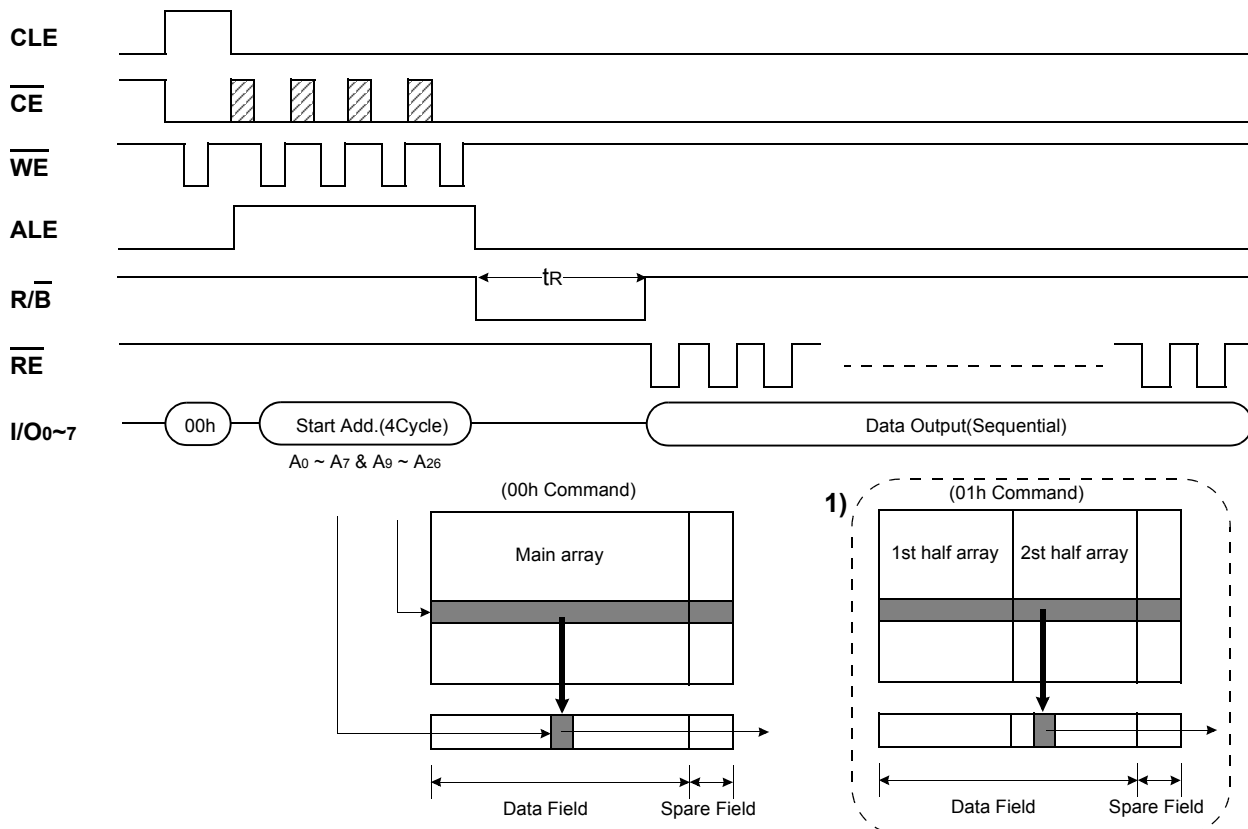 CLE
CE
WE
ALE
R/B
tR
RE
I/O0~7
00h
Start Add.(4Cycle)
Data Output(Sequential)
A0 ~ A7 & A9 ~ A26
(00h Command)
Main array
Data Field
Spare Field
1)
(01h Command)
1st half array
2st half array
Data Field
Spare Field